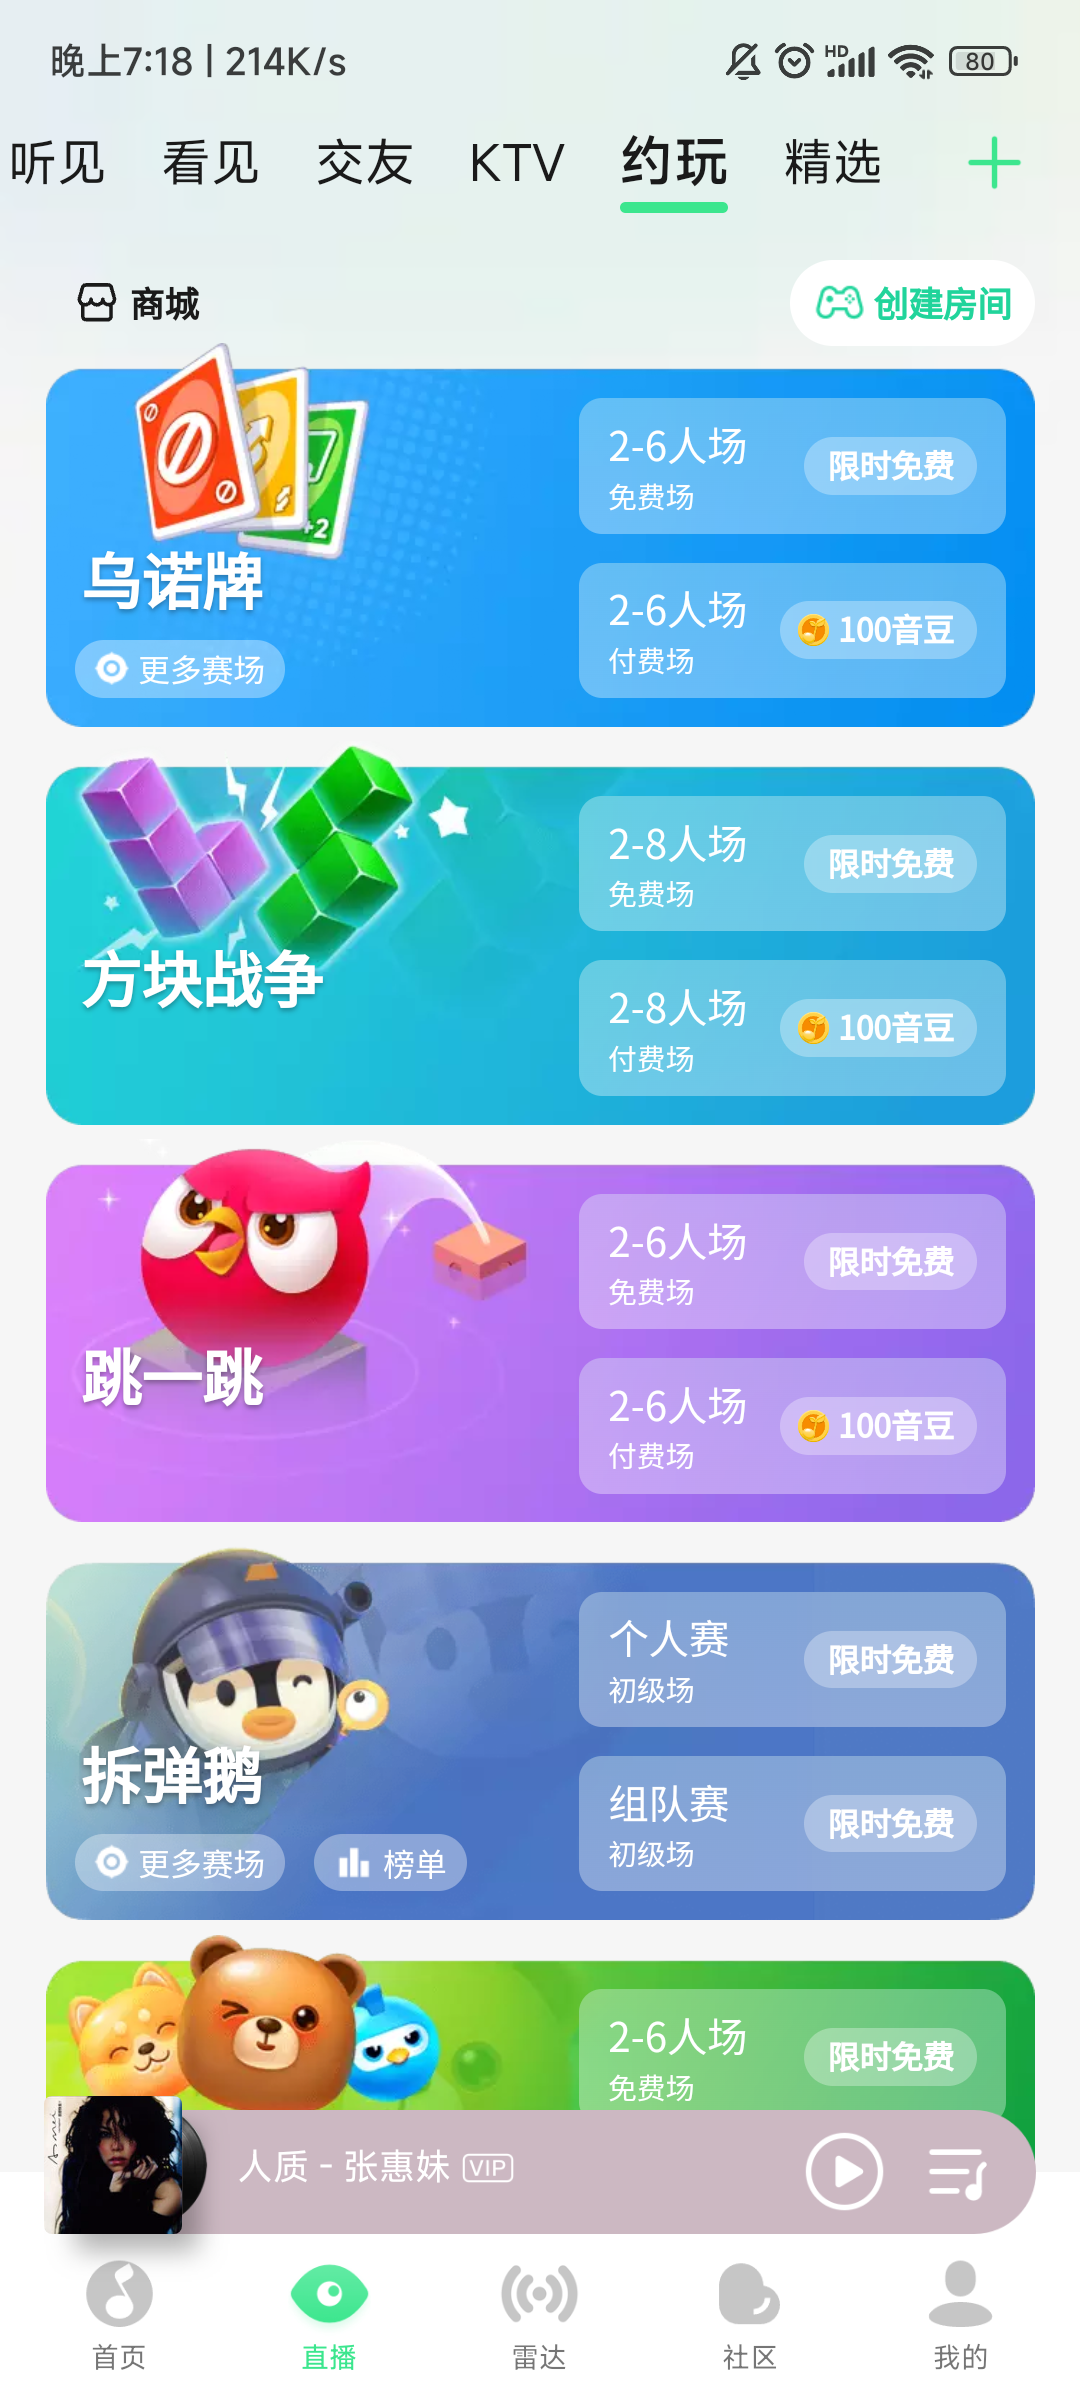 晚上7:18 | 214K/s HD 80
听见 看见 交友 KTV 约玩 精选
商城 创建房间
+2
乌诺牌
更多赛场
2-6人场
免费场
限时免费
2-6人场
付费场
100音豆
方块战争
2-8人场
免费场
限时免费
2-8人场
付费场
100音豆
跳一跳
2-6人场
免费场
限时免费
2-6人场
付费场
100音豆
拆弹鹅
更多赛场 榜单
个人赛
初级场
限时免费
组队赛
初级场
限时免费
2-6人场
免费场
限时免费
人质 - 张惠妹 VIP
首页 直播 雷达 社区 我的